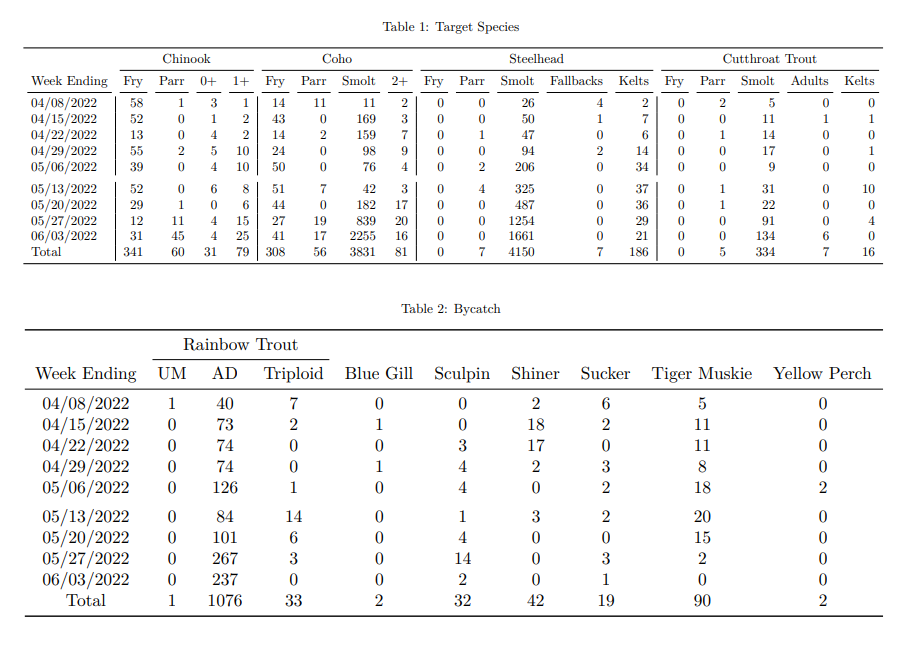 Table 1: Target Species
Chinook Coho Steelhead Cutthroat Trout
Week Ending Fry Parr 0+ 1+ Fry Parr Smolt 2+ Fry Parr Smolt Fallbacks Kelts Fry Parr Smolt Adults Kelts
04/08/2022 58 1 3 1 14 11 11 2 0 0 26 4 2 0 2 5 0 0
04/15/2022 52 0 1 2 43 0 169 3 0 0 50 1 7 0 0 11 1 1
04/22/2022 13 0 4 2 14 2 159 7 0 1 47 0 6 0 1 14 0 0
04/29/2022 55 2 5 10 24 0 98 9 0 0 94 2 14 0 0 17 0 1
05/06/2022 39 0 4 10 50 0 76 4 0 2 206 0 34 0 0 9 0 0
05/13/2022 52 0 6 8 51 7 42 3 0 4 325 0 37 0 1 31 0 10
05/20/2022 29 1 0 6 44 0 182 17 0 0 487 0 36 0 1 22 0 0
05/27/2022 12 11 4 15 27 19 839 20 0 0 1254 0 29 0 0 91 0 4
06/03/2022 31 45 4 25 41 17 2255 16 0 0 1661 0 21 0 0 134 6 0
Total 341 60 31 79 308 56 3831 81 0 7 4150 7 186 0 5 334 7 16
Table 2: Bycatch
Rainbow Trout
Week Ending UM AD Triploid Blue Gill Sculpin Shiner Sucker Tiger Muskie Yellow Perch
04/08/2022 1 40 7 0 0 2 6 5 0
04/15/2022 0 73 2 1 0 18 2 11 0
04/22/2022 0 74 0 0 3 17 0 11 0
04/29/2022 0 74 0 1 4 2 3 8 0
05/06/2022 0 126 1 0 4 0 2 18 2
05/13/2022 0 84 14 0 1 3 2 20 0
05/20/2022 0 101 6 0 4 0 0 15 0
05/27/2022 0 267 3 0 14 0 3 2 0
06/03/2022 0 237 0 0 2 0 1 0 0
Total 1 1076 33 2 32 42 19 90 2